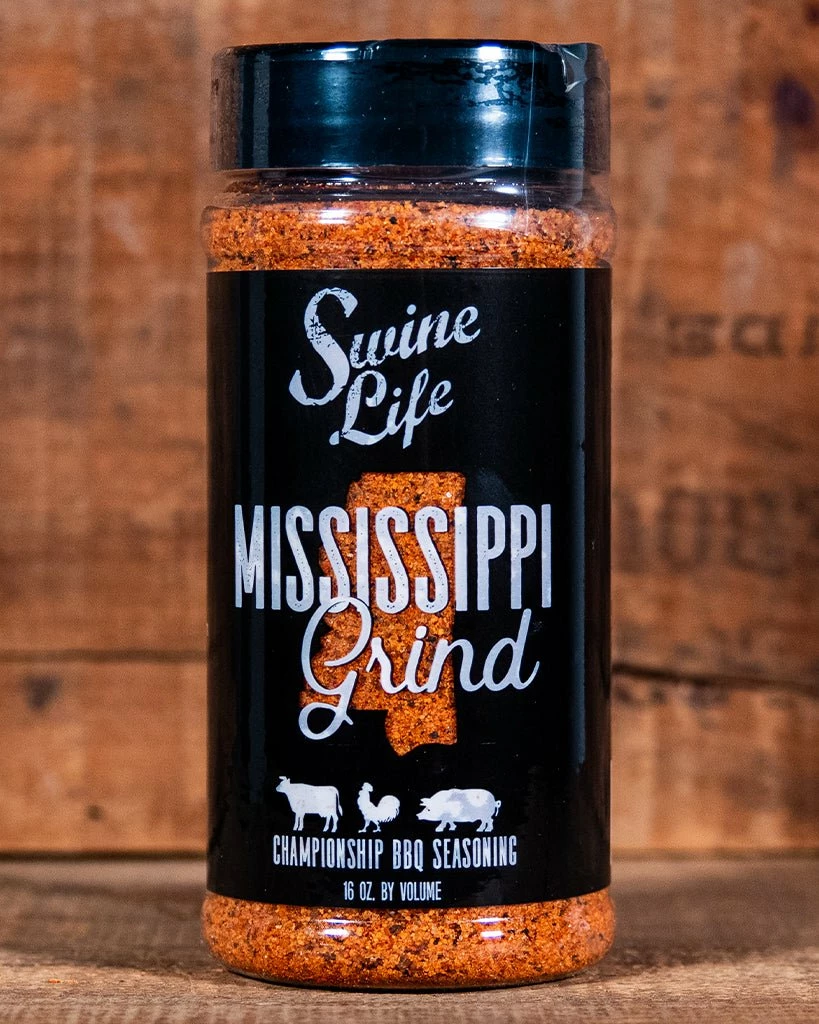 Swine
Life
MISSISSIPPI
Grind
CHAMPIONSHIP BBQ SEASONING
16 OZ. BY VOLUME